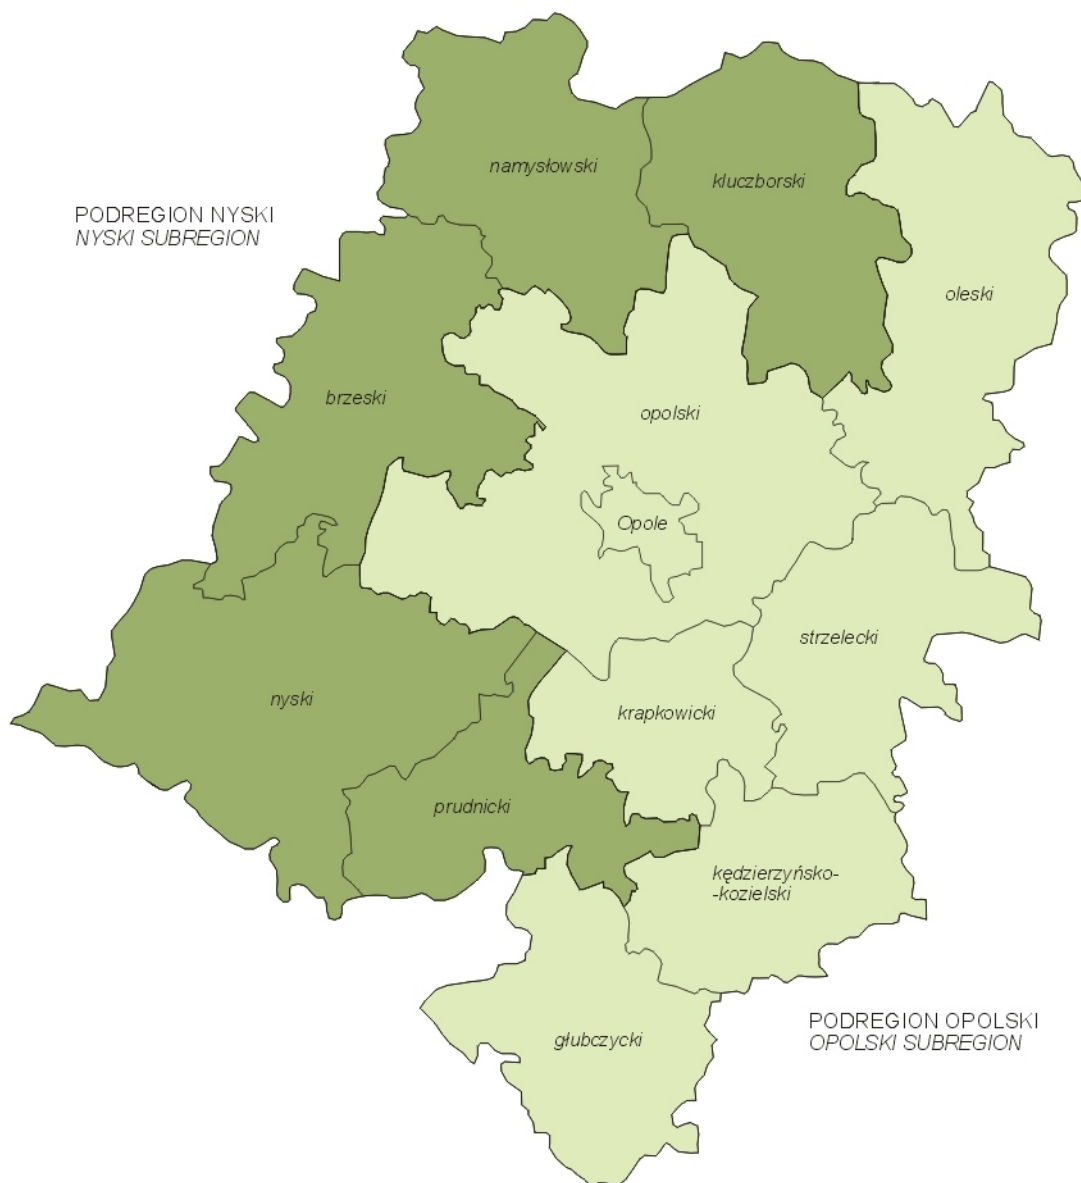 namysłowski
kluczborski
PODREGION NYSKI
NYSKI SUBREGION
oleski
brzeski
opolski
Opole
strzelecki
nyski
krapkowicki
prudnicki
kędzierzyńsko-
-kozielski
PODREGION OPOLSKI
OPOLSKI SUBREGION
głubczycki